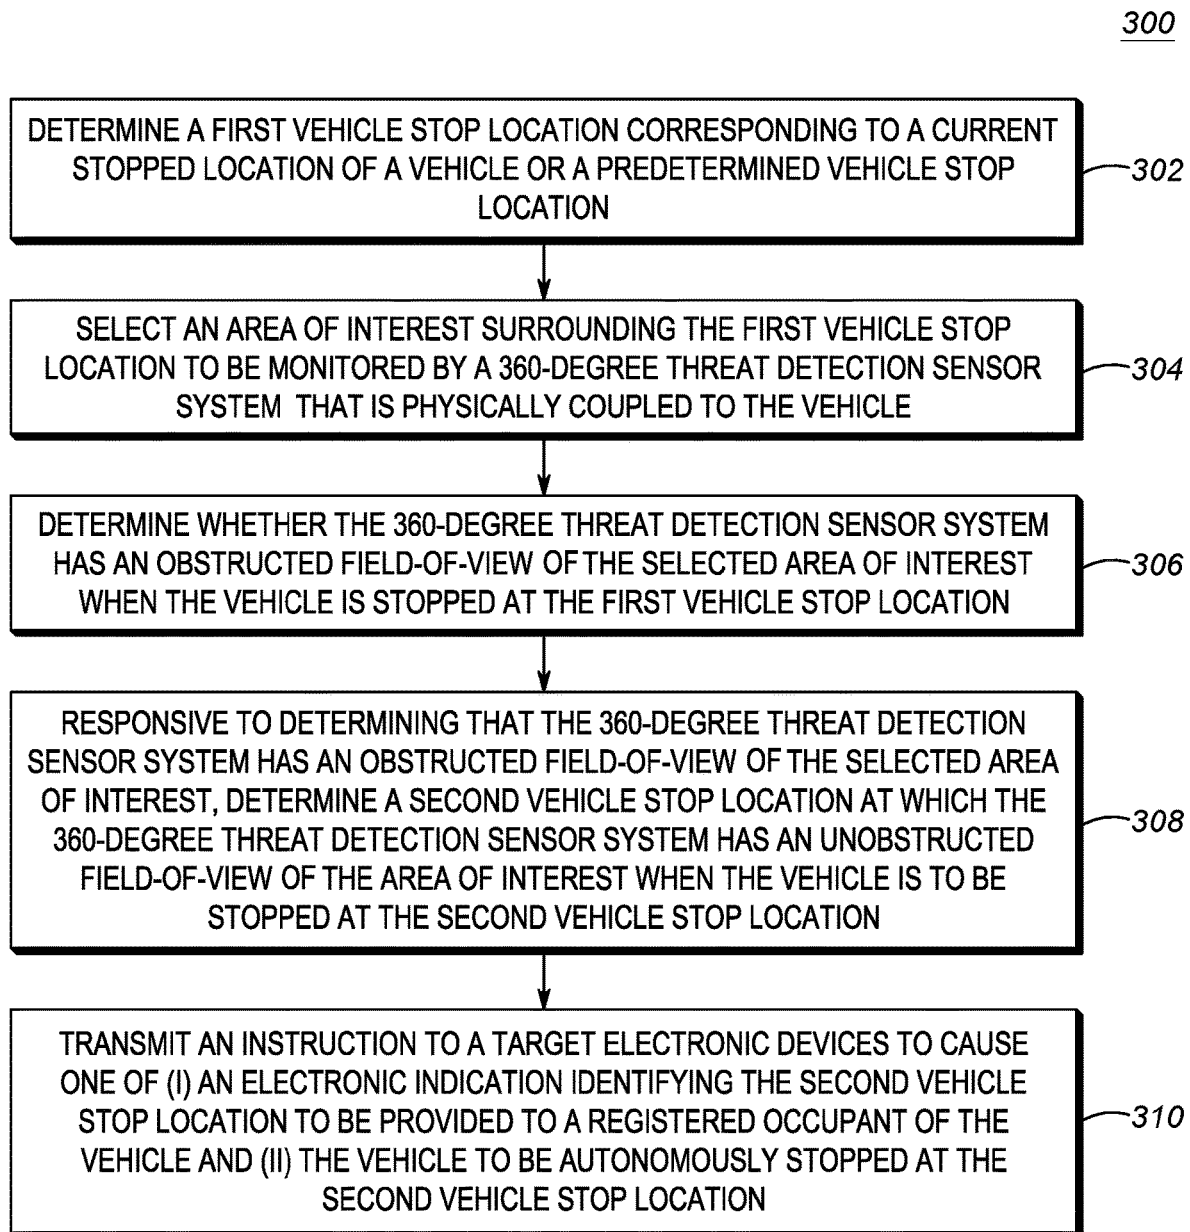 300
DETERMINE A FIRST VEHICLE STOP LOCATION CORRESPONDING TO A CURRENT
STOPPED LOCATION OF A VEHICLE OR A PREDETERMINED VEHICLE STOP
LOCATION
302
SELECT AN AREA OF INTEREST SURROUNDING THE FIRST VEHICLE STOP
LOCATION TO BE MONITORED BY A 360-DEGREE THREAT DETECTION SENSOR
SYSTEM THAT IS PHYSICALLY COUPLED TO THE VEHICLE
304
DETERMINE WHETHER THE 360-DEGREE THREAT DETECTION SENSOR SYSTEM
HAS AN OBSTRUCTED FIELD-OF-VIEW OF THE SELECTED AREA OF INTEREST
WHEN THE VEHICLE IS STOPPED AT THE FIRST VEHICLE STOP LOCATION
306
RESPONSIVE TO DETERMINING THAT THE 360-DEGREE THREAT DETECTION
SENSOR SYSTEM HAS AN OBSTRUCTED FIELD-OF-VIEW OF THE SELECTED AREA
OF INTEREST, DETERMINE A SECOND VEHICLE STOP LOCATION AT WHICH THE
360-DEGREE THREAT DETECTION SENSOR SYSTEM HAS AN UNOBSTRUCTED
FIELD-OF-VIEW OF THE AREA OF INTEREST WHEN THE VEHICLE IS TO BE
STOPPED AT THE SECOND VEHICLE STOP LOCATION
308
TRANSMIT AN INSTRUCTION TO A TARGET ELECTRONIC DEVICES TO CAUSE
ONE OF (I) AN ELECTRONIC INDICATION IDENTIFYING THE SECOND VEHICLE
STOP LOCATION TO BE PROVIDED TO A REGISTERED OCCUPANT OF THE
VEHICLE AND (II) THE VEHICLE TO BE AUTONOMOUSLY STOPPED AT THE
SECOND VEHICLE STOP LOCATION
310